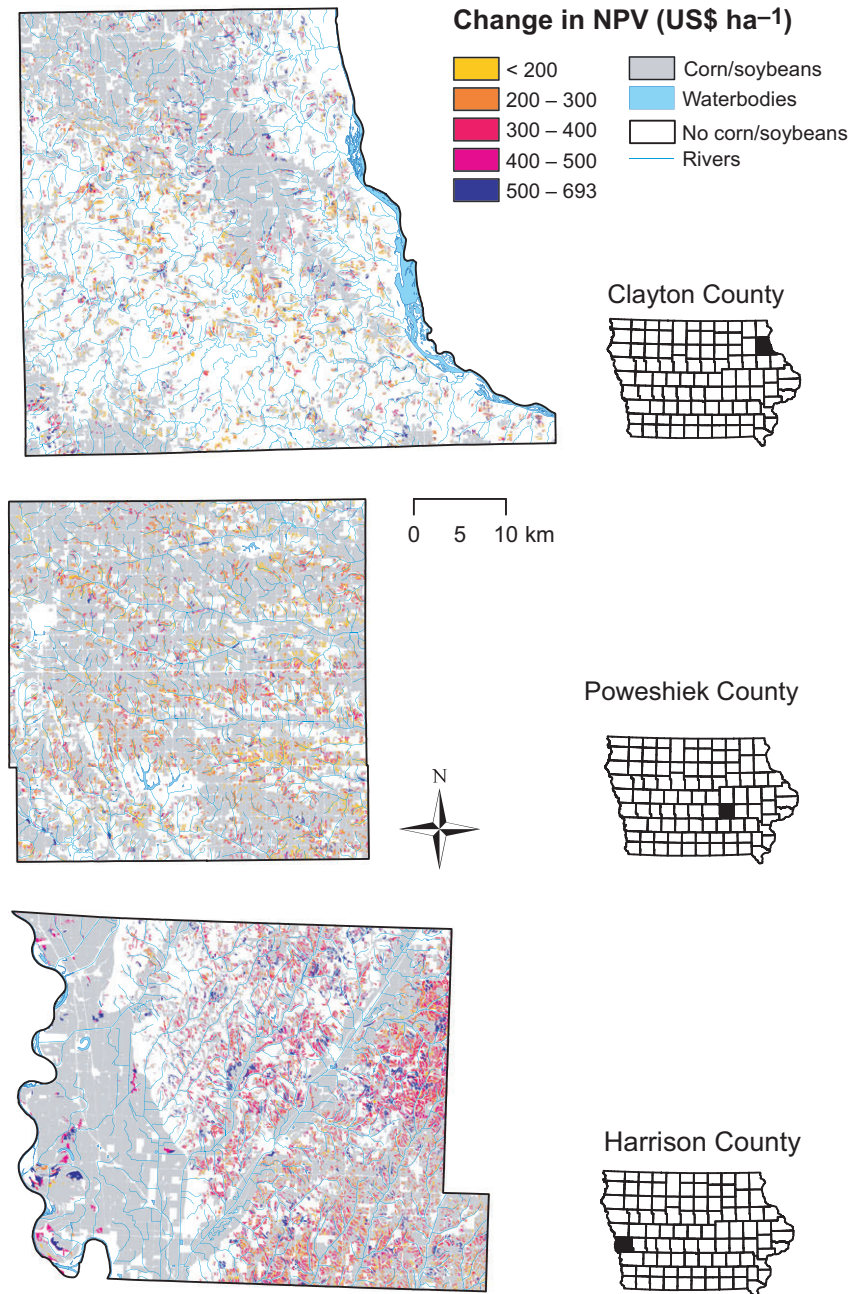 Change in NPV (US$ ha–1)
< 200
200 – 300
300 – 400
400 – 500
500 – 693
Corn/soybeans
Waterbodies
No corn/soybeans
Rivers
Clayton County
0 5 10 km
Poweshiek County
N
Harrison County